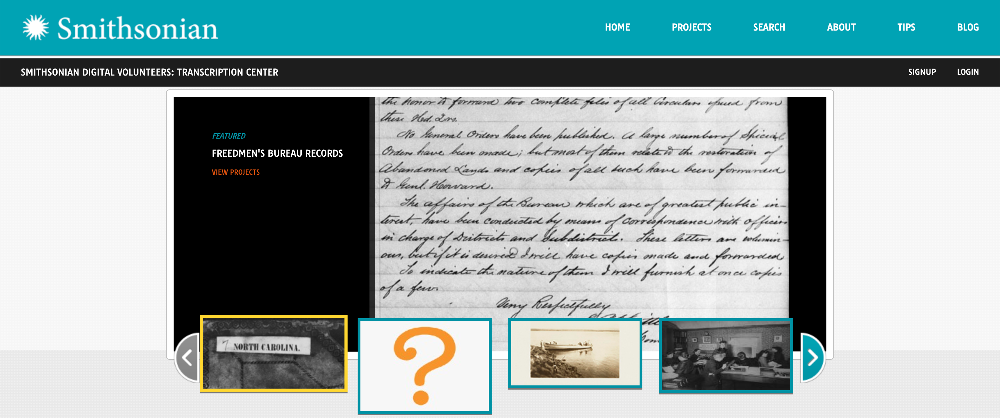 Smithsonian
HOME PROJECTS SEARCH ABOUT TIPS BLOG
SMITHSONIAN DIGITAL VOLUNTEERS: TRANSCRIPTION CENTER
SIGNUP LOGIN
FEATURED
FREEDMEN'S BUREAU RECORDS
VIEW PROJECTS
the honor to forward two complete files of all Circulars issued from
these Hd. Qrs.
No General Orders have been published. A large number of Special
Orders have been made; but most of them relate to the restoration of
Abandoned Lands and copies of all such have been forwarded
to Genl. Howard.
The affairs of the Bureau which are of greatest public in-
terest, have been conducted by means of correspondence with officers
in charge of Districts and Subdistricts. These letters are volumin-
ous, but if it is desired I will have copies made and forwarded
To indicate the nature of them I will furnish at once copies
of a few.
Very Respectfully
7 NORTH CAROLINA.
?